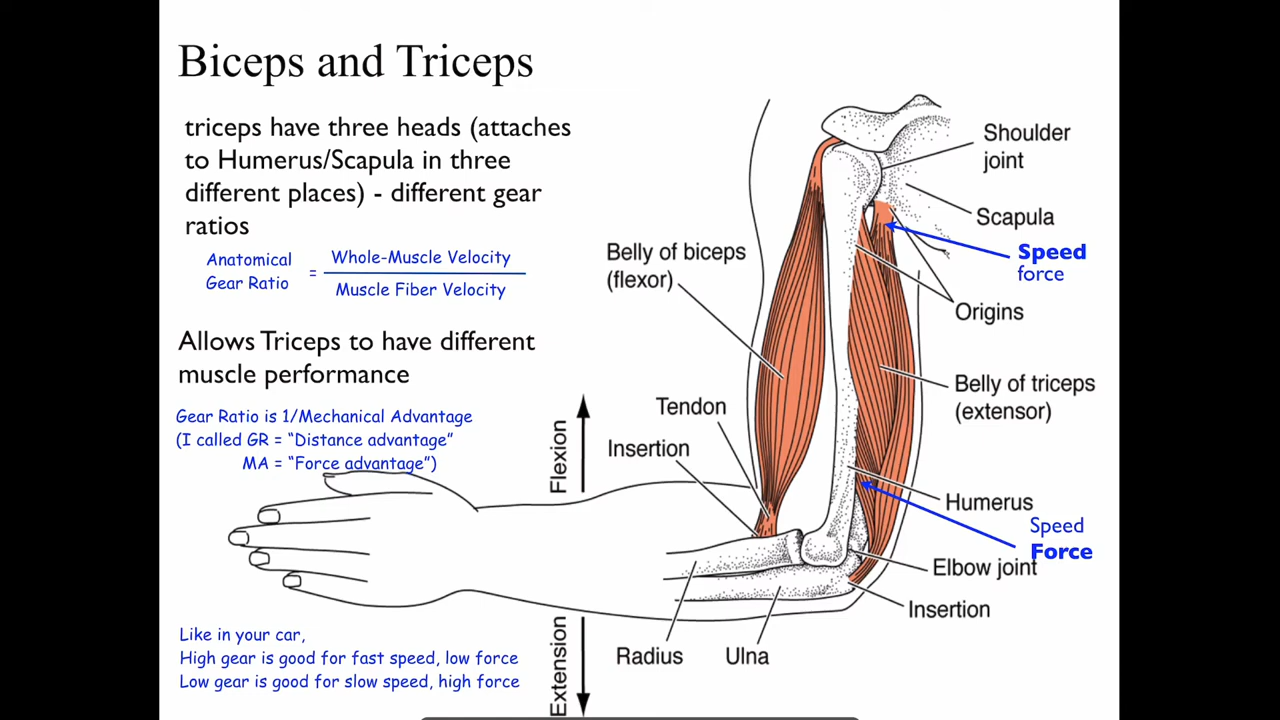 Biceps and Triceps
triceps have three heads (attaches
to Humerus/Scapula in three
different places) - different gear
ratios
Anatomical
Gear Ratio
=
Whole-Muscle Velocity
Muscle Fiber Velocity
Allows Triceps to have different
muscle performance
Gear Ratio is 1/Mechanical Advantage
(I called GR = "Distance advantage"
MA = "Force advantage")
Like in your car,
High gear is good for fast speed, low force
Low gear is good for slow speed, high force
Shoulder
joint
Scapula
Speed
force
Origins
Belly of biceps
(flexor)
Belly of triceps
(extensor)
Tendon
Insertion
Flexion
Humerus
Speed
Force
Elbow joint
Insertion
Radius
Ulna
Extension